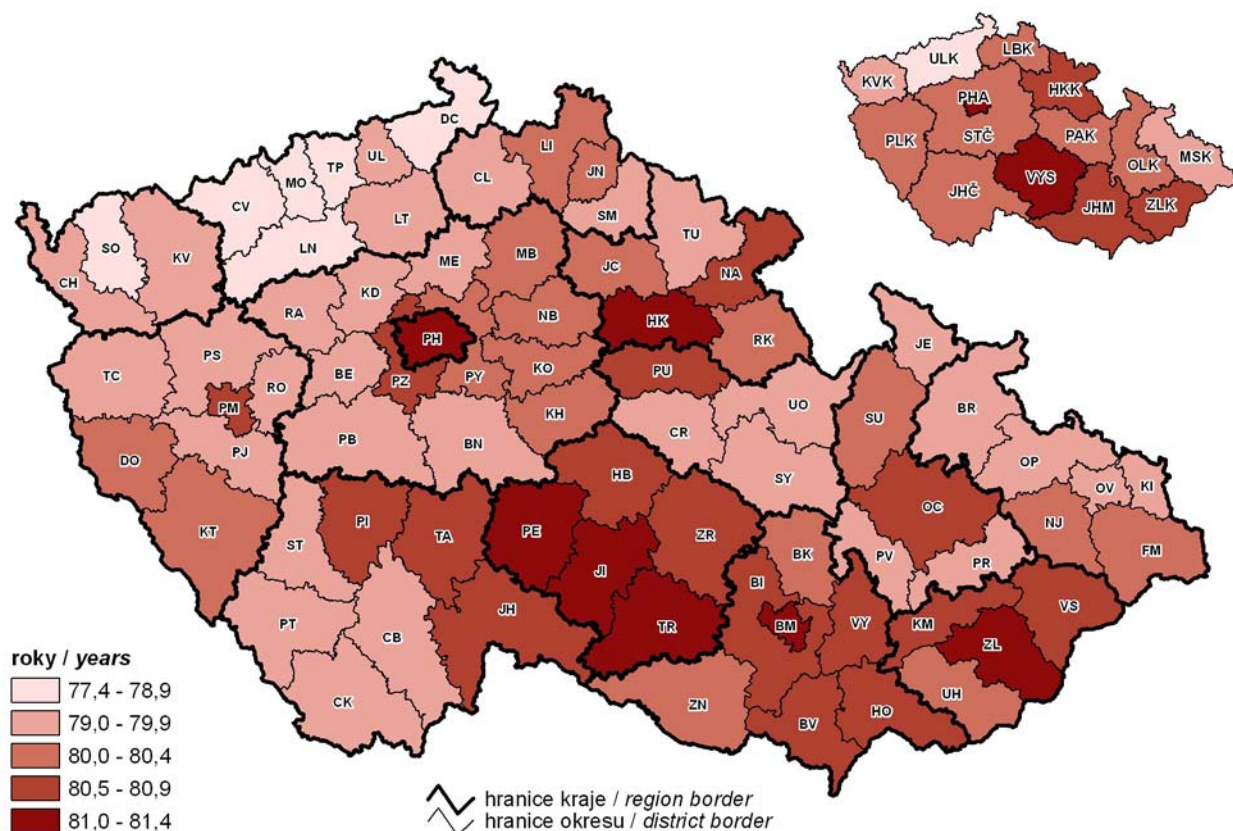 ULK
LBK
KVK
HKK
PHA
STČ
PAK
PLK
OLK
MSK
VYS
JHČ
JHM
ZLK
DC
UL
TP
MO
LI
JN
CV
CL
LT
SM
SO
LN
TU
KV
MB
ME
JC
NA
CH
KD
RA
NB
HK
PH
RK
JE
PS
TC
RO
BE
PZ
PY
KO
PU
BR
PM
KH
UO
SU
DO
PJ
PB
BN
CR
OP
SY
OV
KI
HB
OC
NJ
KT
PI
TA
PE
ZR
ST
BK
PV
PR
FM
JI
BI
VS
JH
TR
BM
VY
KM
PT
CB
ZL
roky / years
UH
77,4 - 78,9
CK
ZN
HO
79,0 - 79,9
BV
80,0 - 80,4
80,5 - 80,9
hranice kraje / region border
81,0 - 81,4
hranice okresu / district border